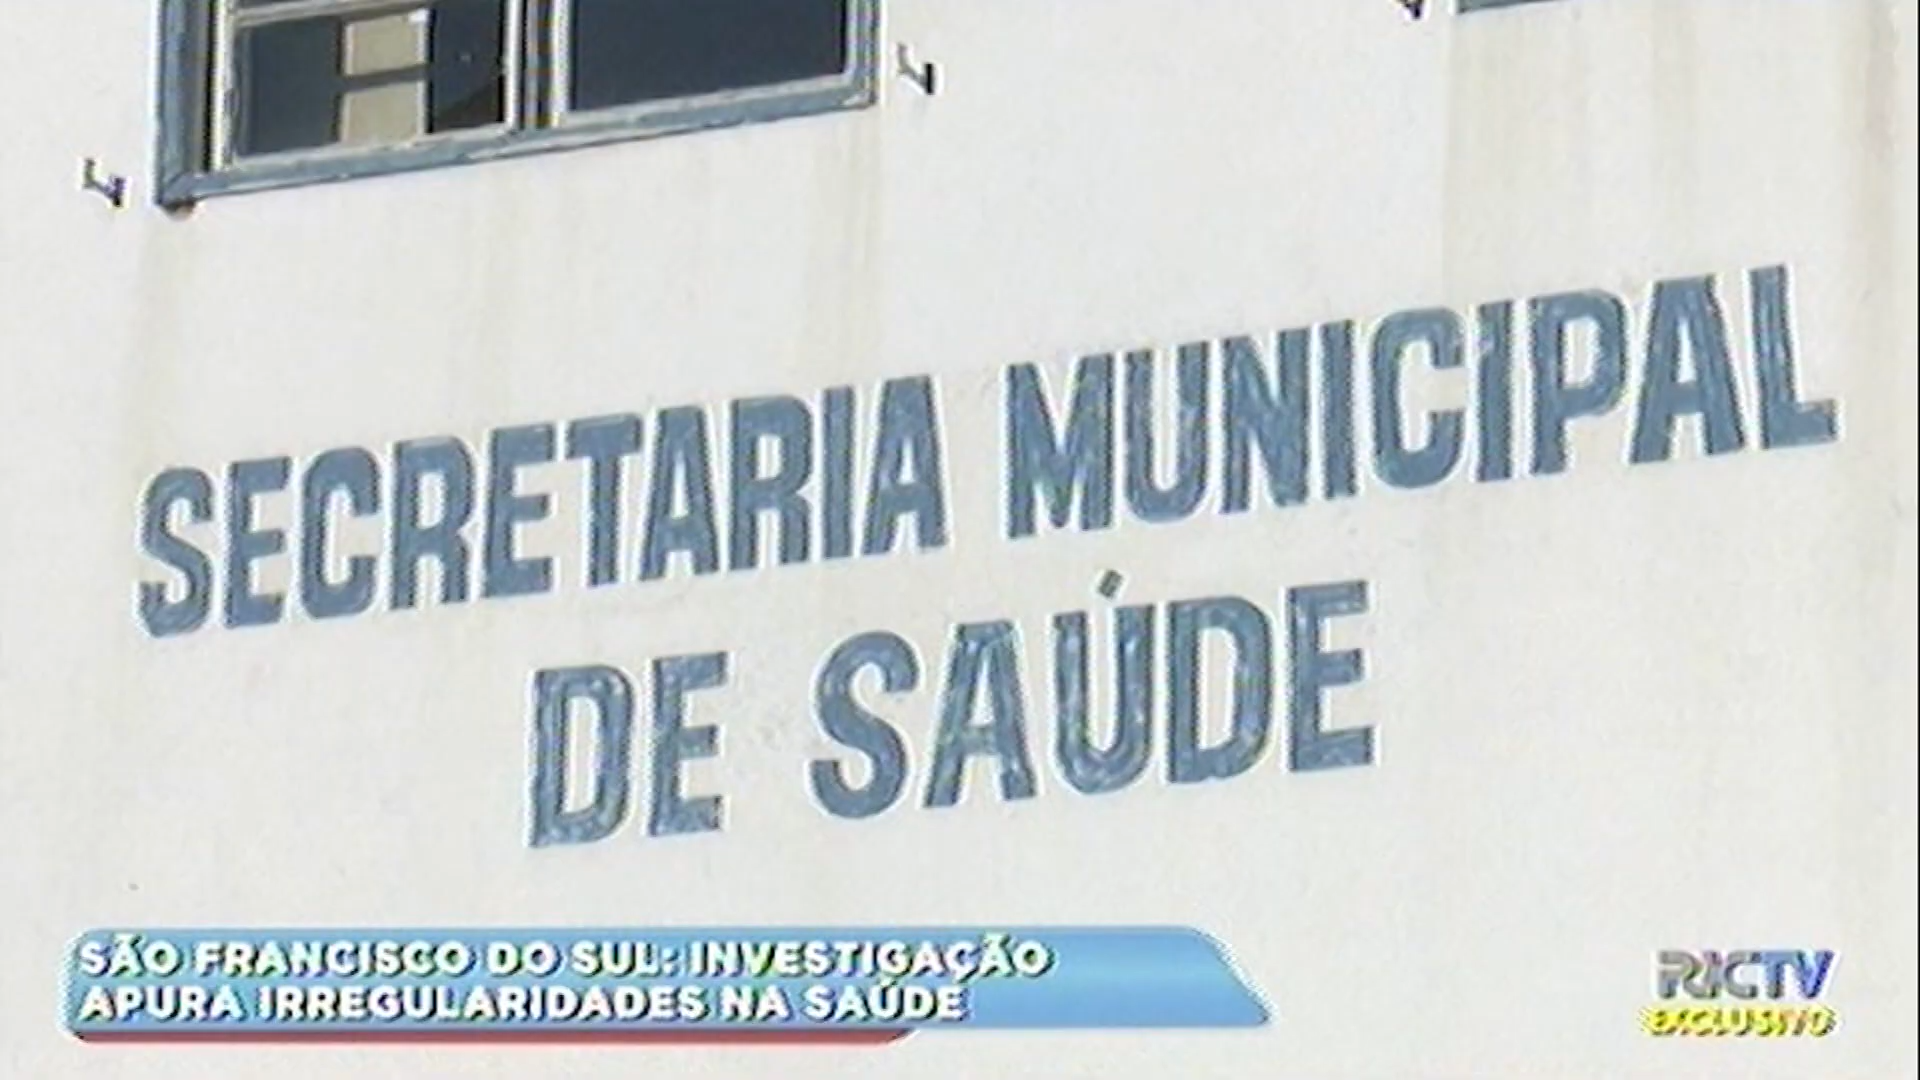 SECRETARIA MUNICIPAL
DE SAÚDE
SÃO FRANCISCO DO SUL: INVESTIGAÇÃO
APURA IRREGULARIDADES NA SAÚDE
RICTV
EXCLUSIVO